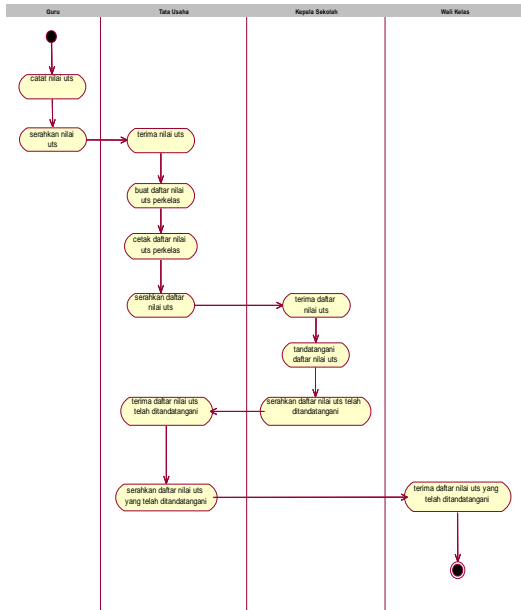 Guru
Tata Usaha
Kepala Sekolah
Wali Kelas
catat nilai uts
serahkan nilai
uts
terima nilai uts
buat daftar nilai
uts perkelas
cetak daftar nilai
uts perkelas
serahkan daftar
nilai uts
terima daftar
nilai uts
tandatangani
daftar nilai uts
serahkan daftar nilai uts telah
ditandatangani
terima daftar nilai uts
telah ditandatangani
serahkan daftar nilai uts
yang telah ditandatangani
terima daftar nilai uts yang
telah ditandatangani